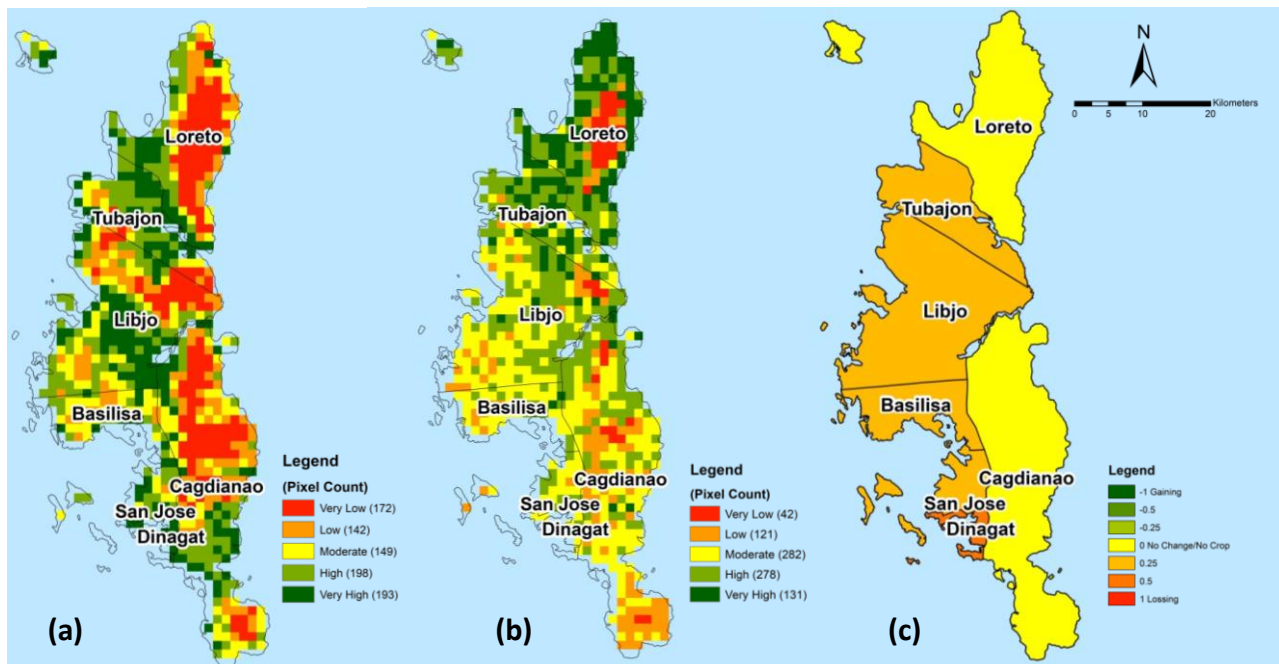 Loreto
Tubajon
Libjo
Basilisa
Cagdianao
San Jose
Dinagat
Legend
(Pixel Count)
Very Low (172)
Low (142)
Moderate (149)
High (198)
Very High (193)
(a)
Loreto
Tubajon
Libjo
Basilisa
Cagdianao
San Jose
Dinagat
Legend
(Pixel Count)
Very Low (42)
Low (121)
Moderate (282)
High (278)
Very High (131)
(b)
N
Kilometers
0 5 10 20
Loreto
Tubajon
Libjo
Basilisa
Cagdianao
San Jose
Dinagat
Legend
-1 Gaining
-0.5
-0.25
0 No Change/No Crop
0.25
0.5
1 Lossing
(c)